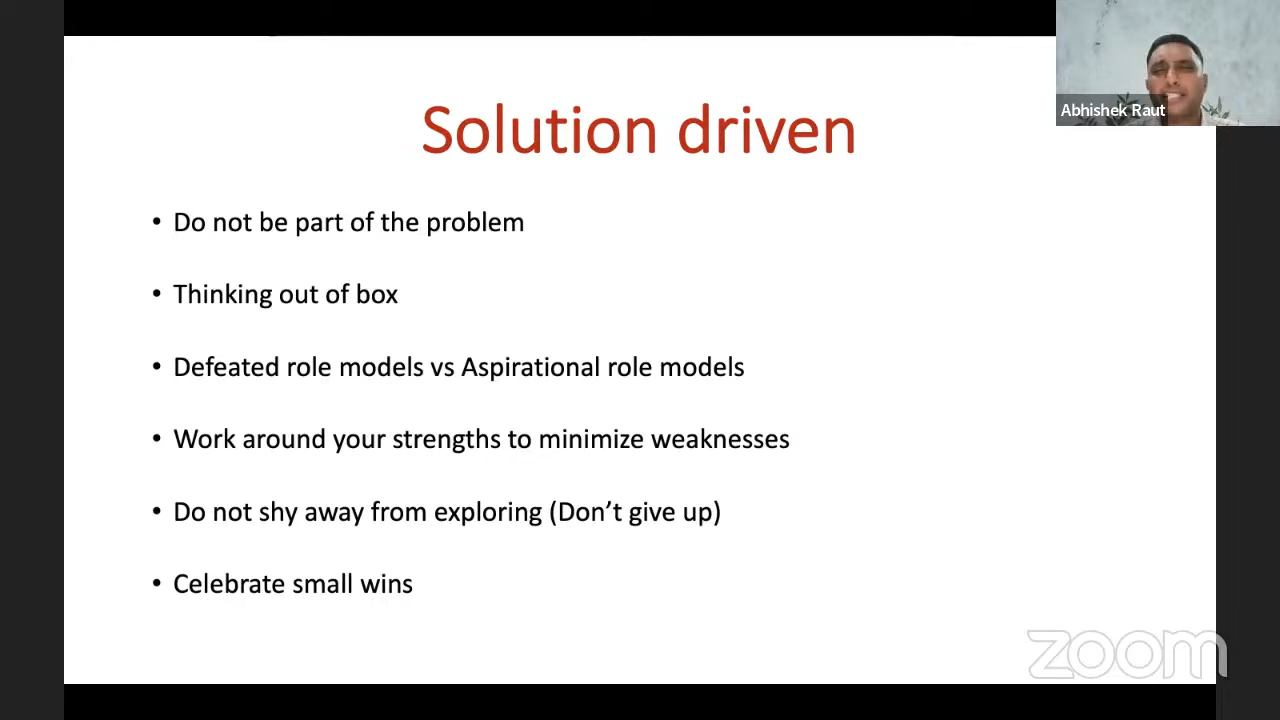 Solution driven
• Do not be part of the problem
• Thinking out of box
• Defeated role models vs Aspirational role models
• Work around your strengths to minimize weaknesses
• Do not shy away from exploring (Don’t give up)
• Celebrate small wins
Abhishek Raut
zoom